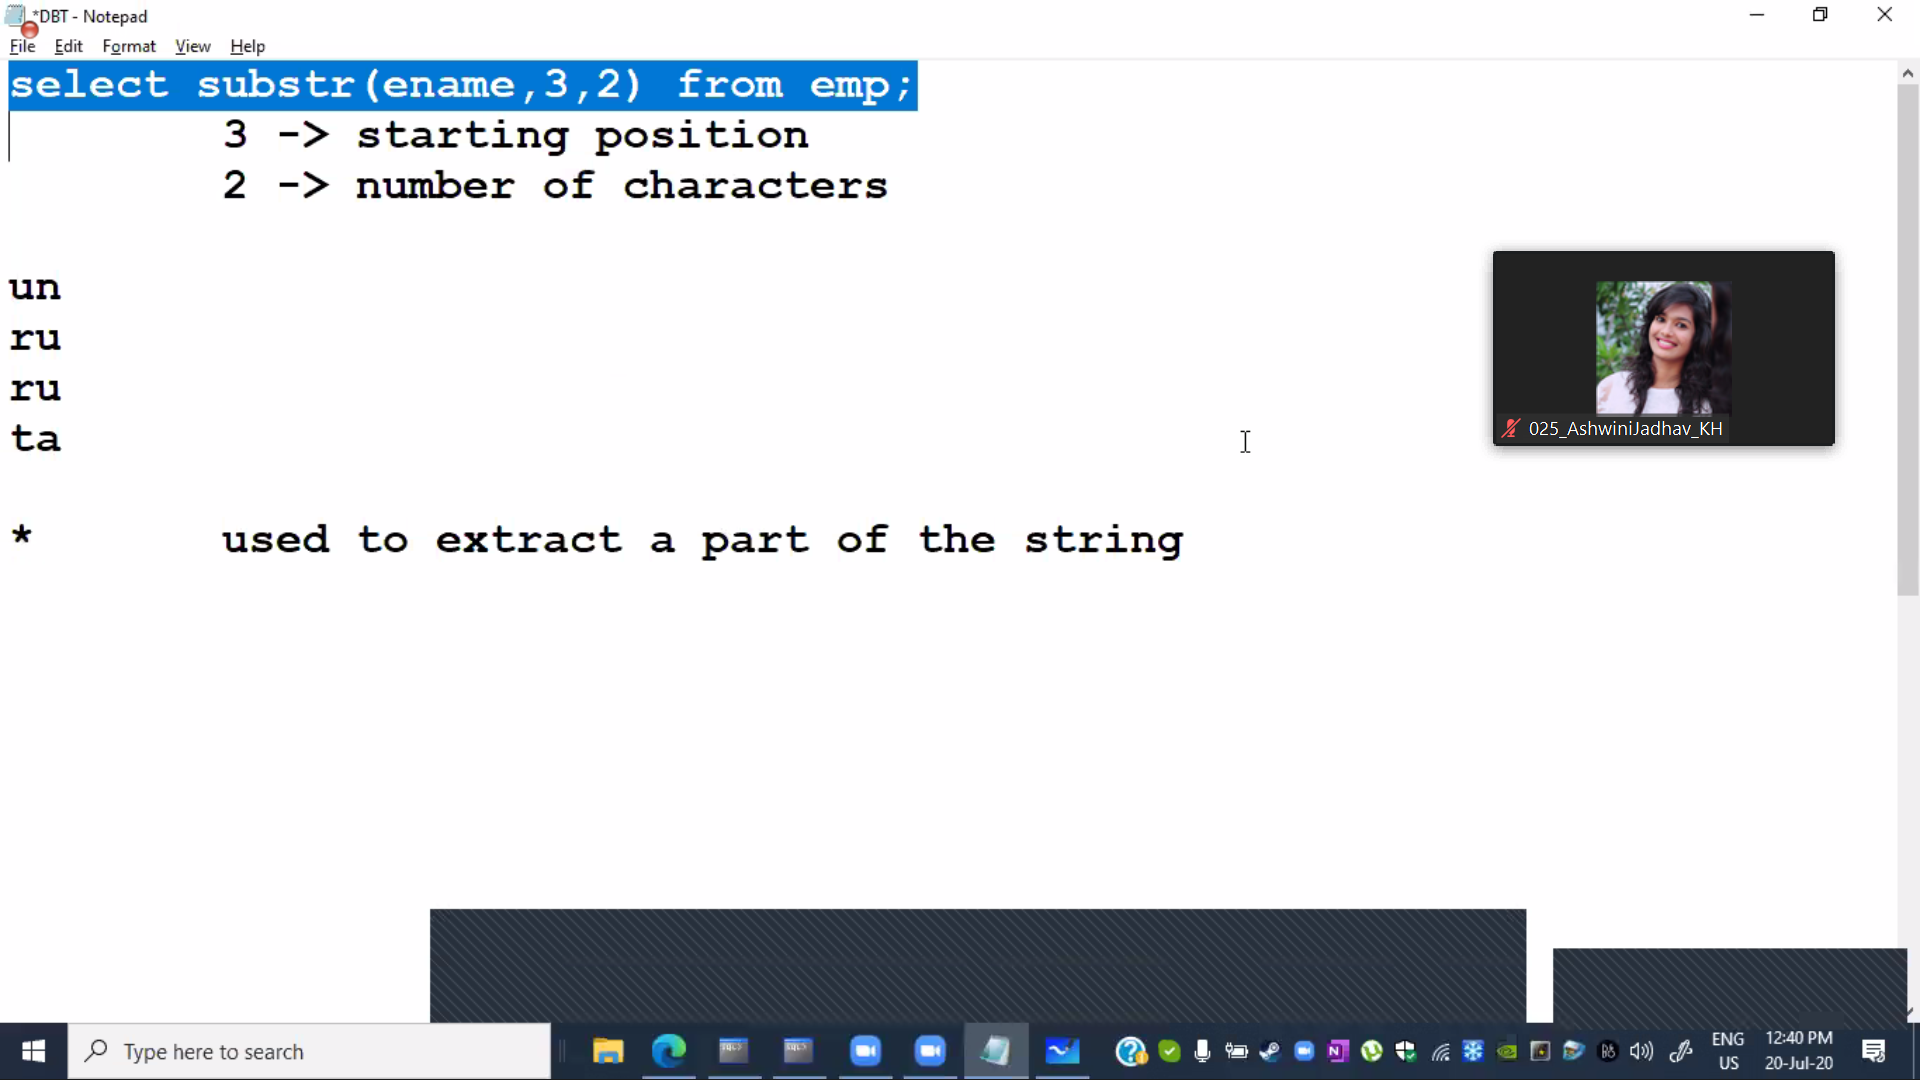 *DBT - Notepad
File Edit Format View Help
select substr(ename,3,2) from emp;
3 -> starting position
2 -> number of characters
un
ru
ru
ta
* used to extract a part of the string
025_AshwiniJadhav_KH
Type here to search
ENG
US
12:40 PM
20-Jul-20